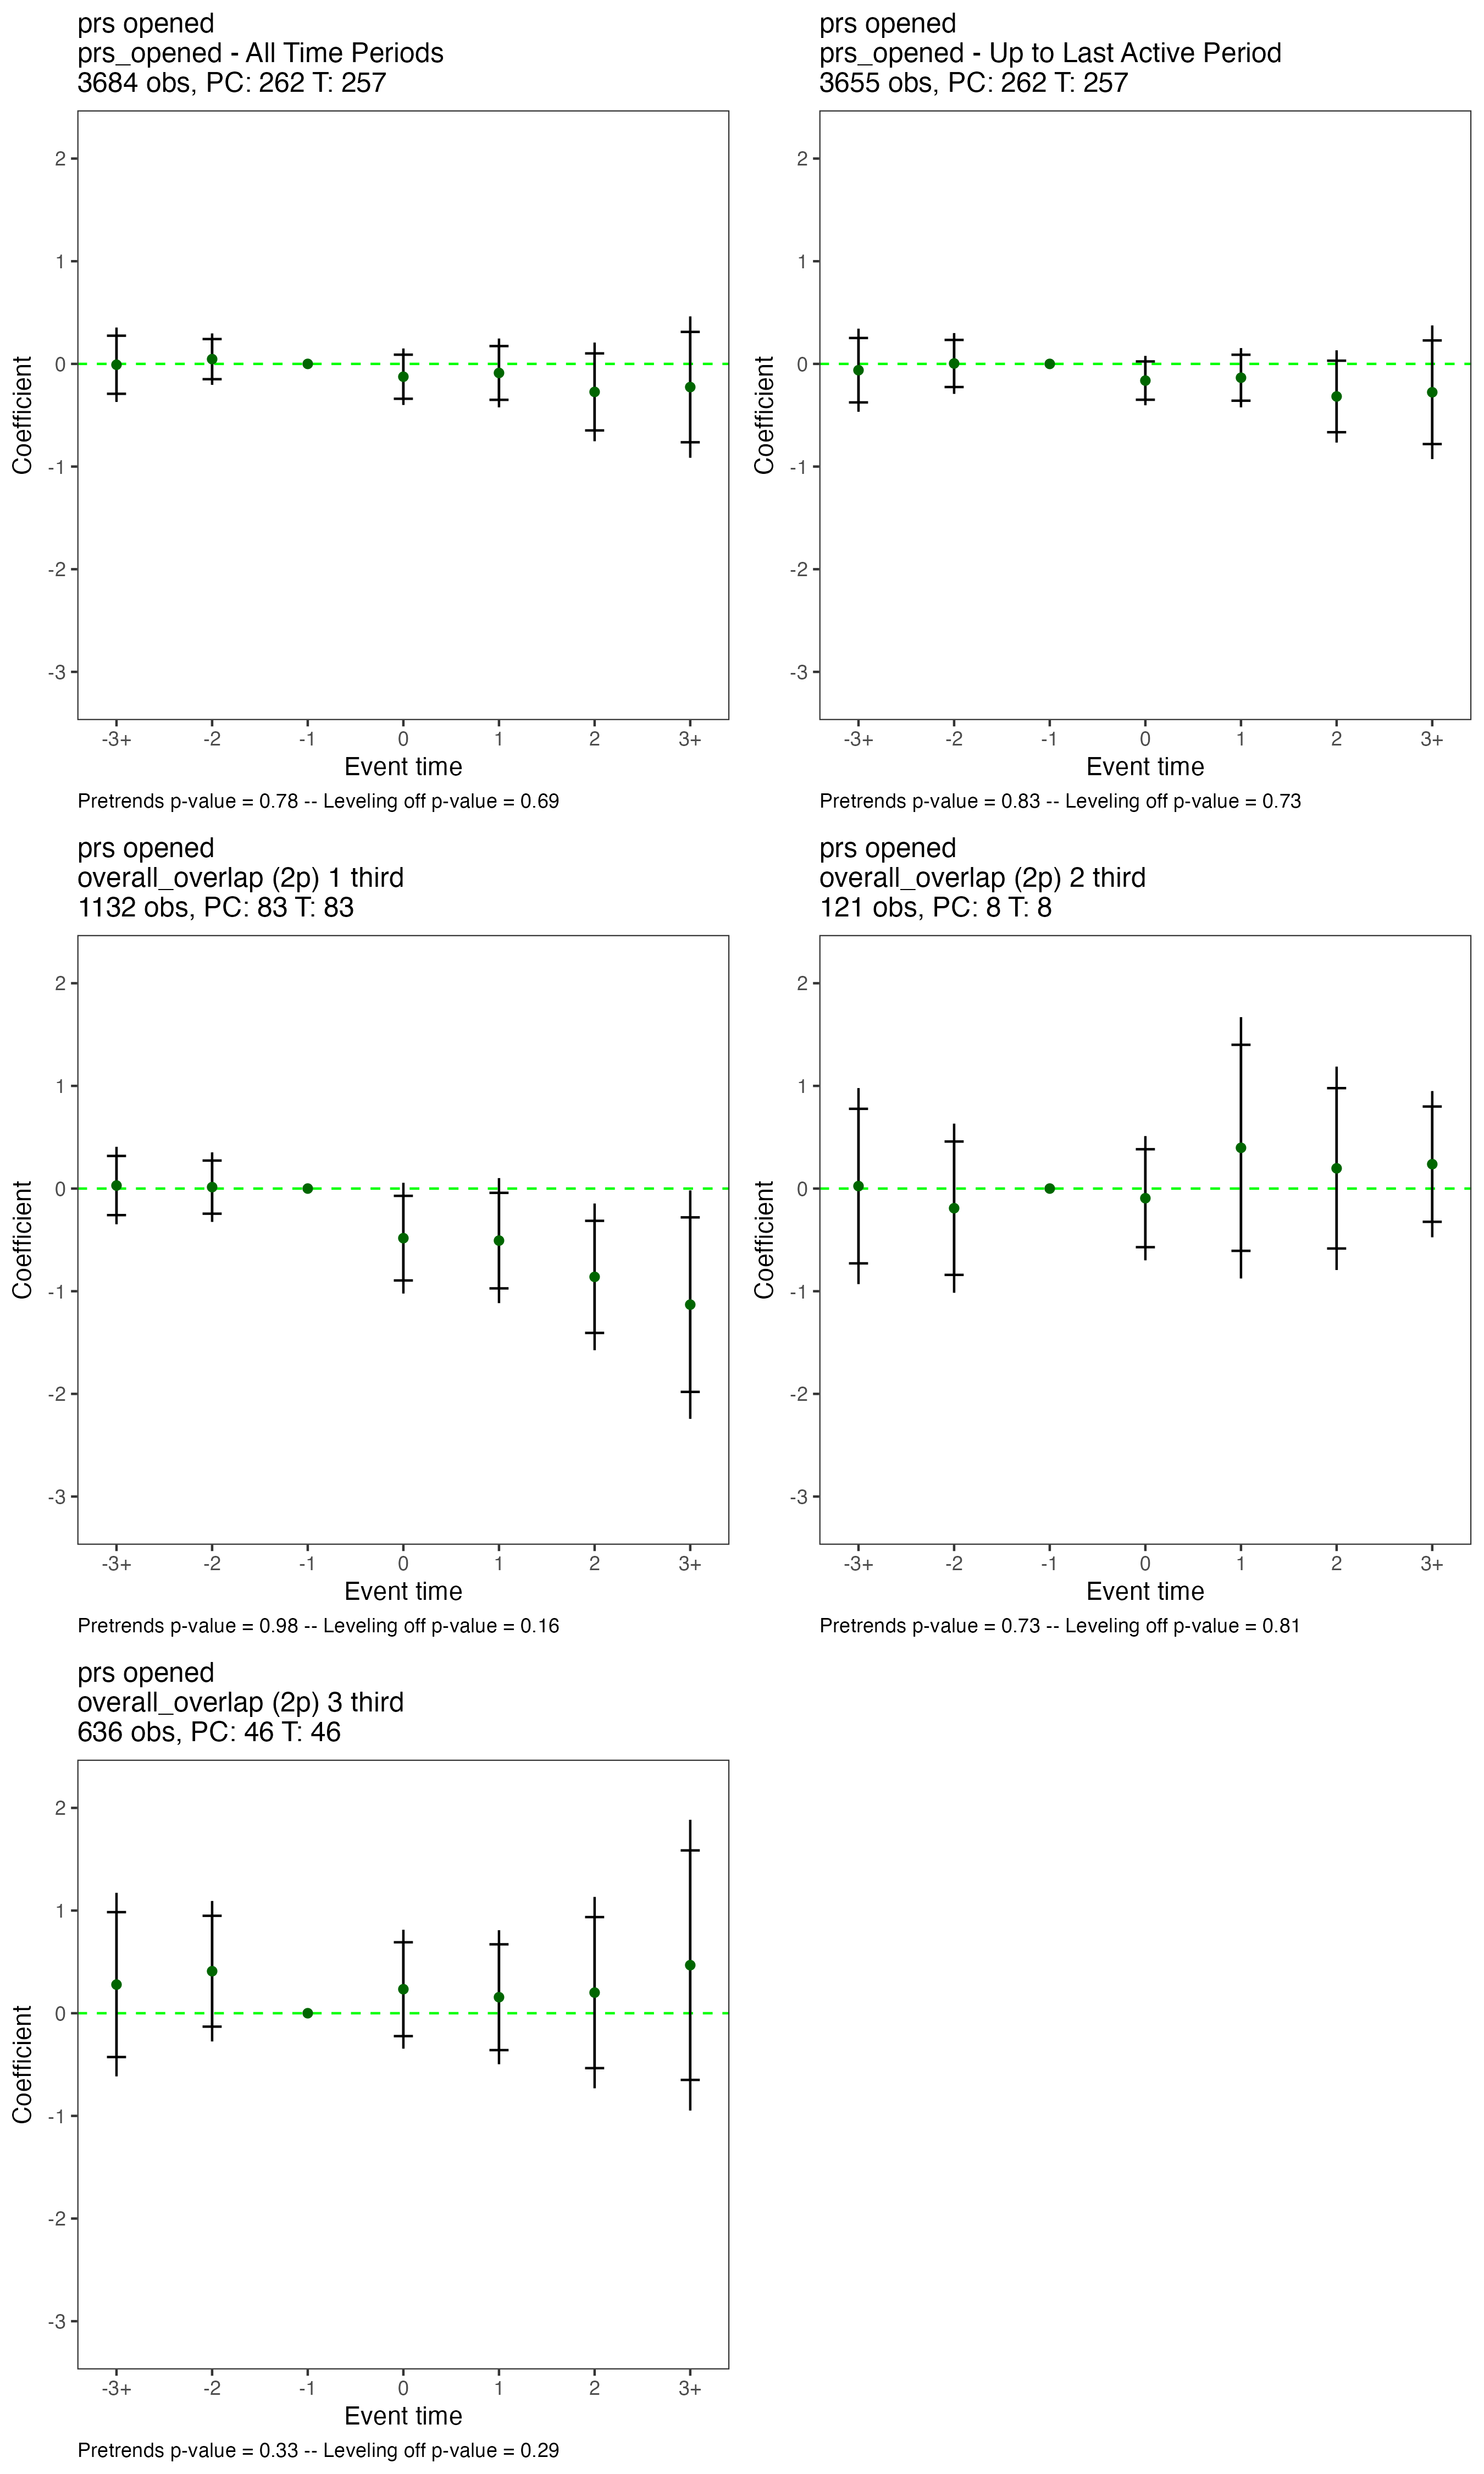 prs opened
prs_opened - All Time Periods
3684 obs, PC: 262 T: 257
2
1
0
-1
-2
-3
Coefficient
-3+ -2 -1 0 1 2 3+
Event time
Pretrends p-value = 0.78 -- Leveling off p-value = 0.69
prs opened
prs_opened - Up to Last Active Period
3655 obs, PC: 262 T: 257
2
1
0
-1
-2
-3
Coefficient
-3+ -2 -1 0 1 2 3+
Event time
Pretrends p-value = 0.83 -- Leveling off p-value = 0.73
prs opened
overall_overlap (2p) 1 third
1132 obs, PC: 83 T: 83
2
1
0
-1
-2
-3
Coefficient
-3+ -2 -1 0 1 2 3+
Event time
Pretrends p-value = 0.98 -- Leveling off p-value = 0.16
prs opened
overall_overlap (2p) 2 third
121 obs, PC: 8 T: 8
2
1
0
-1
-2
-3
Coefficient
-3+ -2 -1 0 1 2 3+
Event time
Pretrends p-value = 0.73 -- Leveling off p-value = 0.81
prs opened
overall_overlap (2p) 3 third
636 obs, PC: 46 T: 46
2
1
0
-1
-2
-3
Coefficient
-3+ -2 -1 0 1 2 3+
Event time
Pretrends p-value = 0.33 -- Leveling off p-value = 0.29